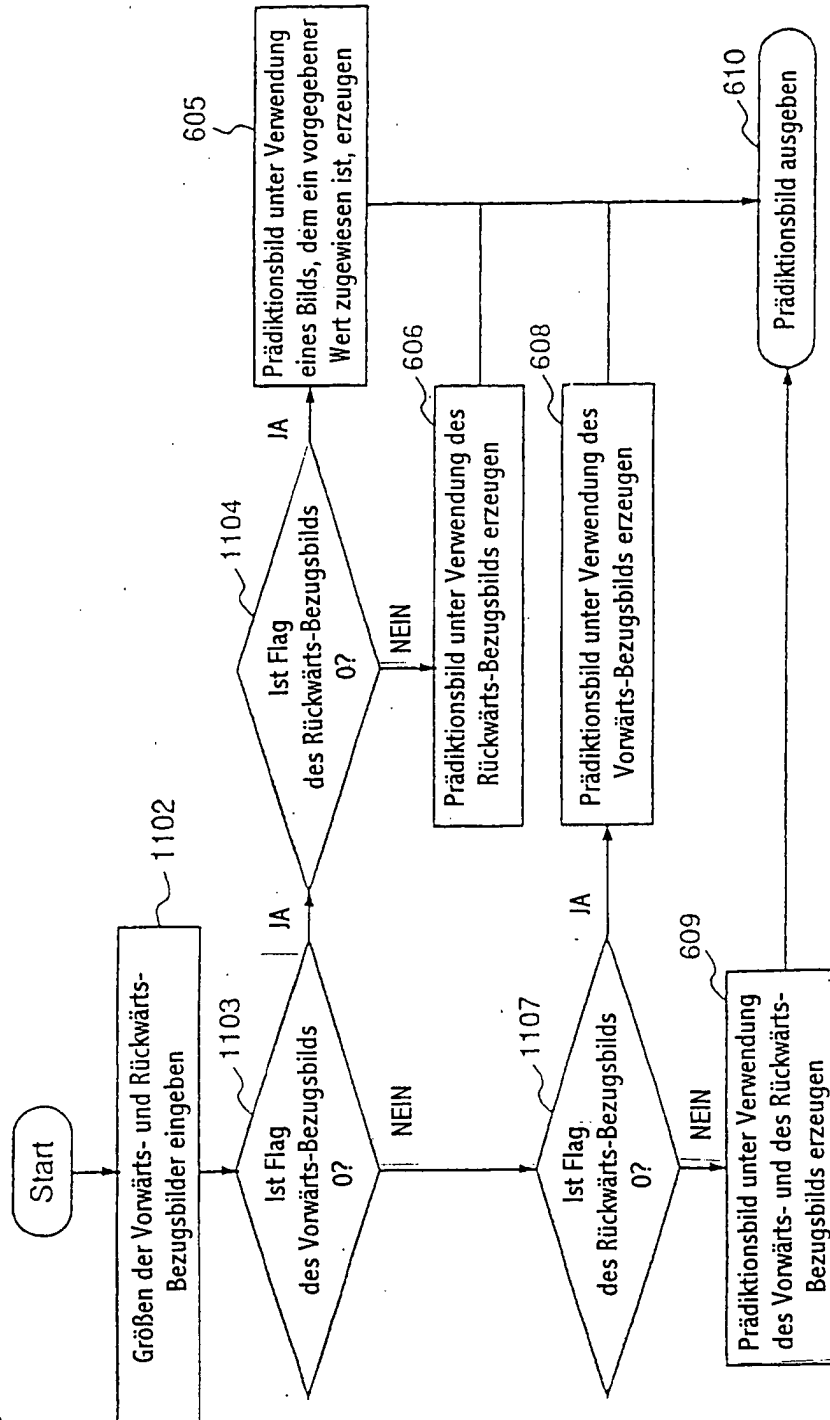 Start
Größen der Vorwärts- und Rückwärts-
Bezugsbilder eingeben
1102
Ist Flag
des Vorwärts-Bezugsbilds
0?
1103
JA
NEIN
Ist Flag
des Rückwärts-Bezugsbilds
0?
1104
JA
NEIN
Prädiktionsbild unter Verwendung
eines Bilds, dem ein vorgegebener
Wert zugewiesen ist, erzeugen
605
Prädiktionsbild unter Verwendung des
Rückwärts-Bezugsbilds erzeugen
606
Ist Flag
des Rückwärts-Bezugsbilds
0?
1107
JA
NEIN
Prädiktionsbild unter Verwendung des
Vorwärts-Bezugsbilds erzeugen
608
Prädiktionsbild unter Verwendung
des Vorwärts- und des Rückwärts-
Bezugsbilds erzeugen
609
Prädiktionsbild ausgeben
610